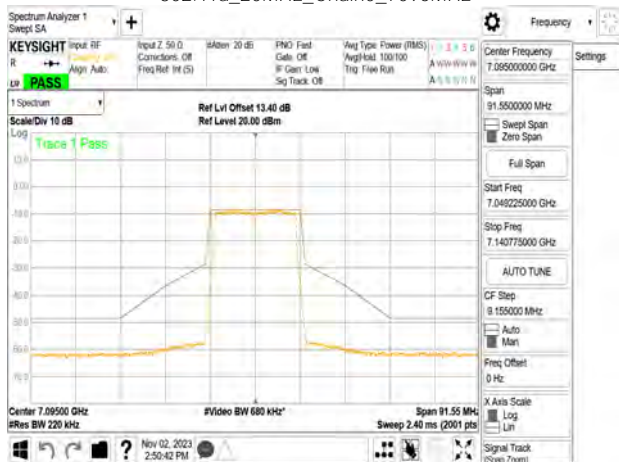 Spectrum Analyzer 1
Swept SA
+
Frequency
KEYSIGHT
Input: RF
Input Z: 50 Ω
#Atten: 20 dB
PNO: Fast
Avg Type: Power (RMS)
R
Corrections: Off
Gate: Off
Avg|Hold: 100/100
Align: Auto
Freq Ref: Int (S)
IF Gain: Low
Trig: Free Run
Sig Track: Off
PASS
1 Spectrum
Scale/Div 10 dB
Ref Lvl Offset 13.40 dB
Ref Level 20.00 dBm
Log
Trace 1 Pass
Center 7.09500 GHz
#Video BW 680 kHz*
Span 91.55 MHz
#Res BW 220 kHz
Sweep 2.40 ms (2001 pts
Nov 02, 2023
2:50:42 PM
?
Center Frequency
7.095000000 GHz
Settings
Span
91.5500000 MHz
Swept Span
Zero Span
Full Span
Start Freq
7.049225000 GHz
Stop Freq
7.140775000 GHz
AUTO TUNE
CF Step
9.155000 MHz
Auto
Man
Freq Offset
0 Hz
X Axis Scale
Log
Lin
Signal Track
(Span Zoom)